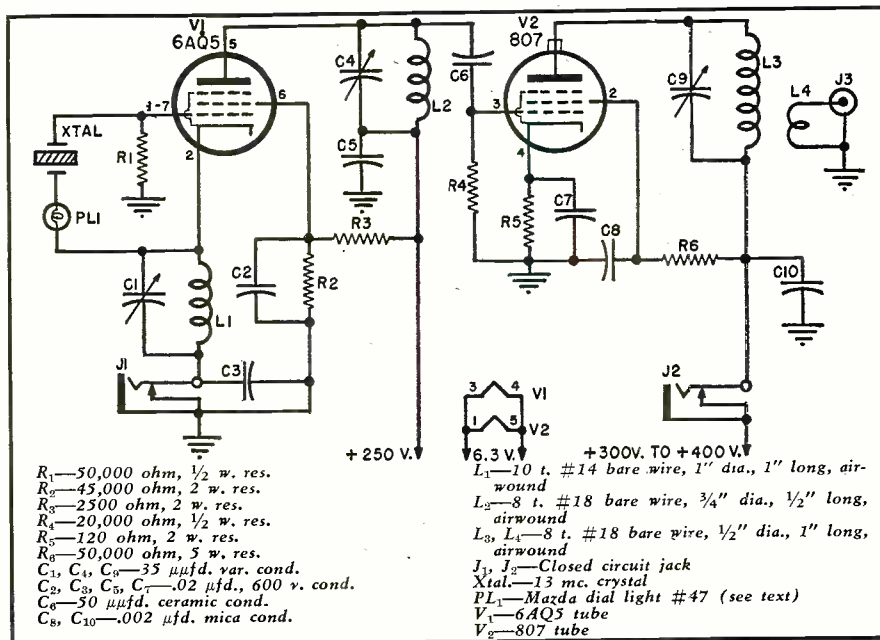 V1
6AQ5
5
1-7
6
2
XTAL
R1
PL1
C1
L1
J1
C2
C3
R2
R3
C4
C5
L2
C6
V2
807
3
2
4
R4
R5
C7
C8
R6
C9
L3
L4
J3
C10
J2
3 4 V1
1 5 V2
+250 V.
6.3 V.
+300V. TO +400 V.
R₁—50,000 ohm, ½ w. res.
R₂—45,000 ohm, 2 w. res.
R₃—2500 ohm, 2 w. res.
R₄—20,000 ohm, ½ w. res.
R₅—120 ohm, 2 w. res.
R₆—50,000 ohm, 5 w. res.
C₁, C₄, C₉—35 μμfd. var. cond.
C₂, C₃, C₅, C₇—.02 μfd., 600 v. cond.
C₆—50 μμfd. ceramic cond.
C₈, C₁₀—.002 μfd. mica cond.
L₁—10 t. #14 bare wire, 1" dia., 1" long, air-
wound
L₂—8 t. #18 bare wire, ¾" dia., ½" long,
airwound
L₃, L₄—8 t. #18 bare wire, ½" dia., 1" long,
airwound
J₁, J₂—Closed circuit jack
Xtal.—13 mc. crystal
PL₁—Mazda dial light #47 (see text)
V₁—6AQ5 tube
V₂—807 tube